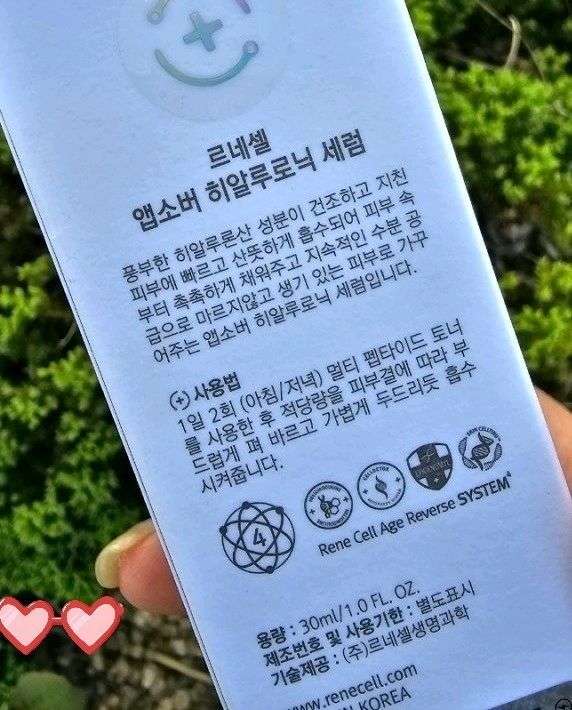 르네셀
앱소버 히알루로닉 세럼
풍부한 히알루론산 성분이 건조하고 지친
피부에 빠르고 산뜻하게 흡수되어 피부 속
부터 촉촉하게 채워주고 지속적인 수분 공
급으로 마르지않고 생기 있는 피부로 가구
어주는 앱소버 히알루로닉 세럼입니다.
사용법
1일 2회 (아침/저녁) 멀티 펩타이드 토너
를 사용한 후 적당량을 피부결에 따라 부
드럽게 펴 바르고 가볍게 두드리듯 흡수
시켜줍니다.
4
Rene Cell Age Reverse SYSTEM⁴
용량 : 30ml/1.0 FL. OZ.
제조번호 및 사용기한 : 별도표시
기술제공 : (주)르네셀생명과학
www.renecell.com
IN KOREA